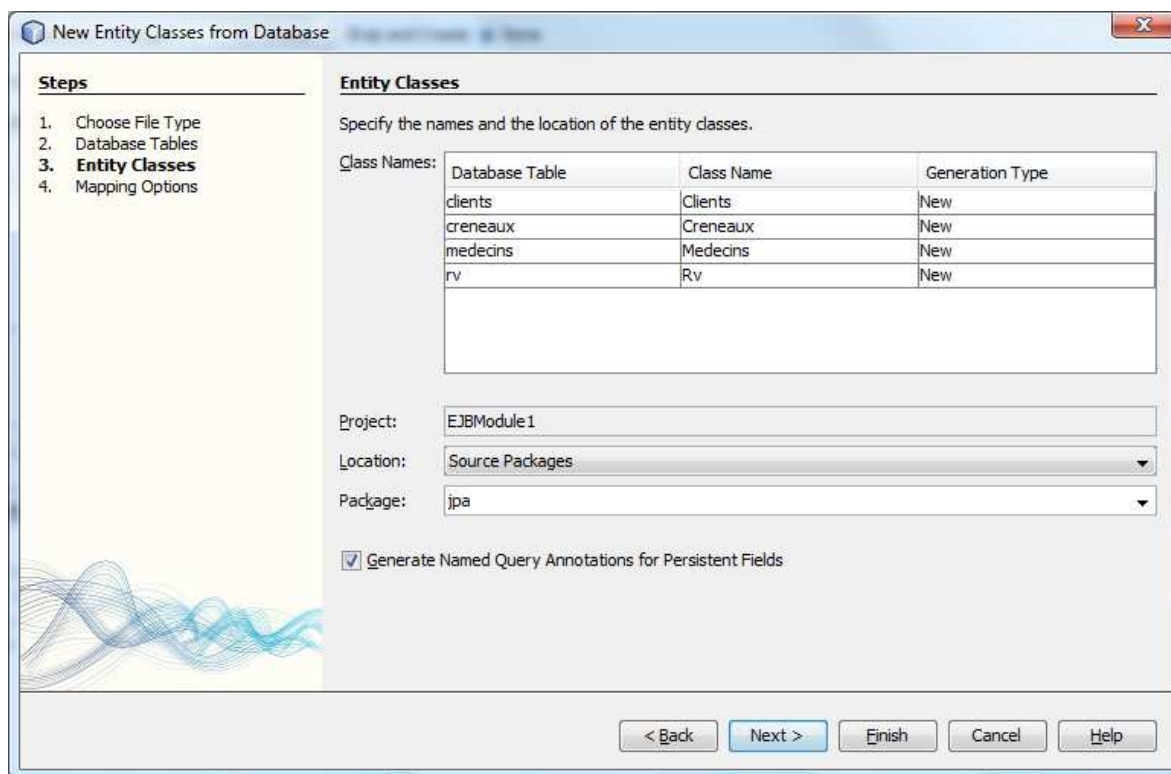 New Entity Classes from Database
Steps
1. Choose File Type
2. Database Tables
3. Entity Classes
4. Mapping Options
Entity Classes
Specify the names and the location of the entity classes.
Class Names:
Database Table Class Name Generation Type
clients Clients New
creneaux Creneaux New
medecins Medecins New
rv Rv New
Project: EJBModule1
Location: Source Packages
Package: jpa
Generate Named Query Annotations for Persistent Fields
< Back Next > Finish Cancel Help